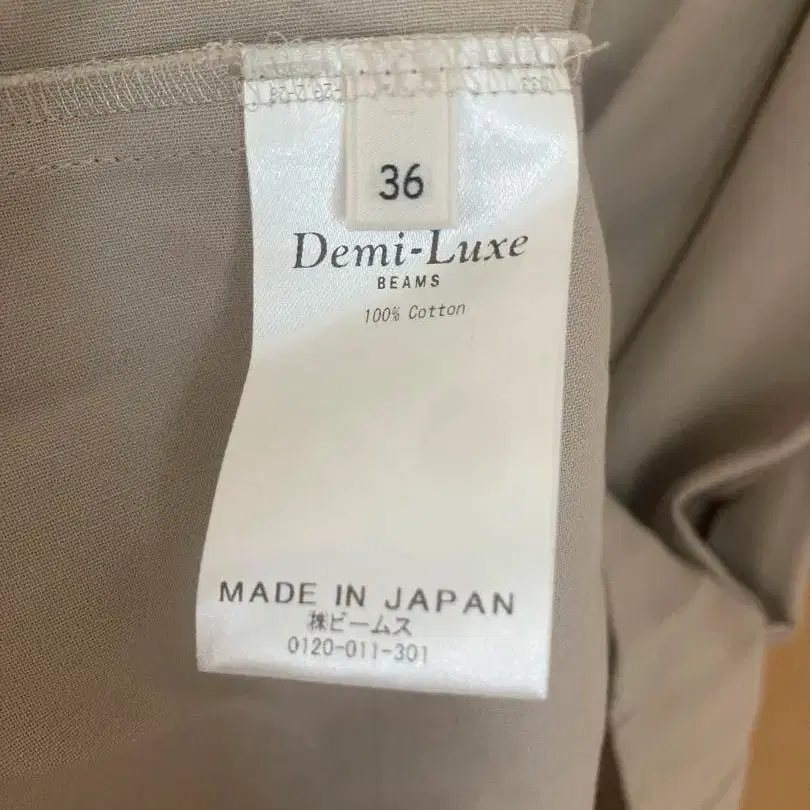 36
Demi-Luxe
BEAMS
100% Cotton
MADE IN JAPAN
㈱ビームス
0120-011-301